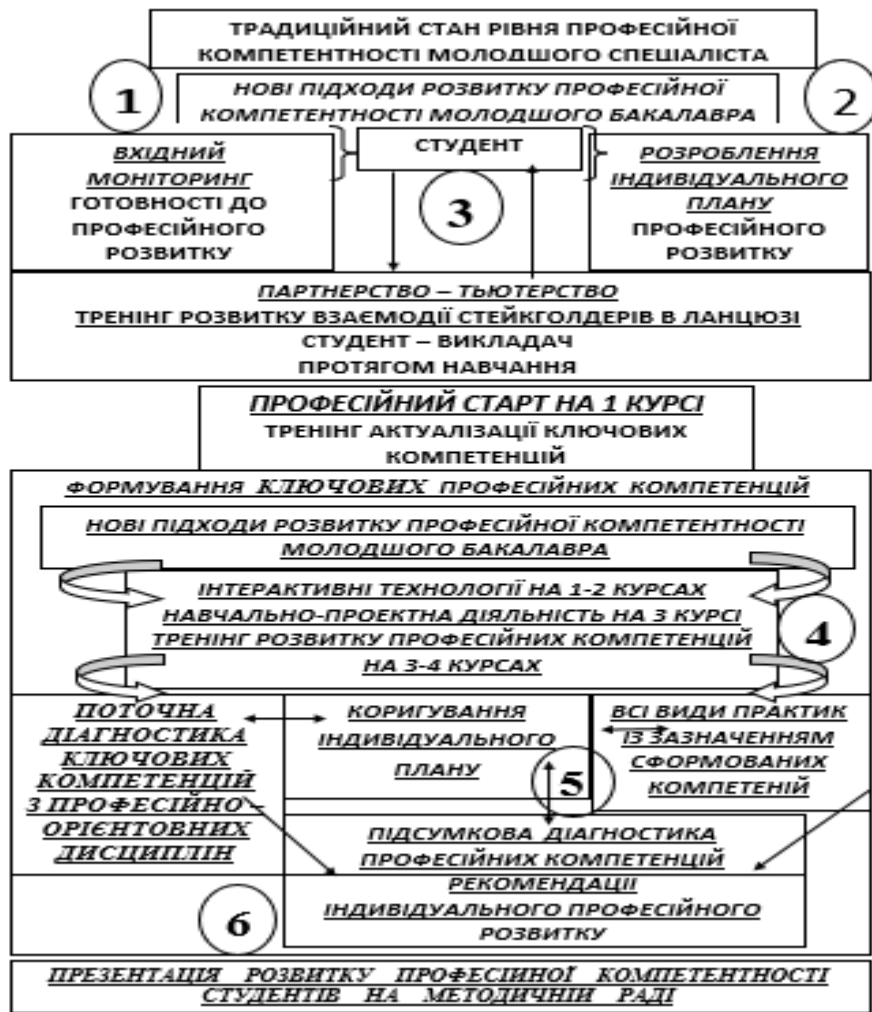 ТРАДИЦІЙНИЙ СТАН РІВНЯ ПРОФЕСІЙНОЇ
КОМПЕТЕНТНОСТІ МОЛОДШОГО СПЕЦІАЛІСТА
1
НОВІ ПІДХОДИ РОЗВИТКУ ПРОФЕСІЙНОЇ
КОМПЕТЕНТНОСТІ МОЛОДШОГО БАКАЛАВРА
2
ВХІДНИЙ
МОНІТОРИНГ
ГОТОВНОСТІ ДО
ПРОФЕСІЙНОГО
РОЗВИТКУ
СТУДЕНТ
3
РОЗРОБЛЕННЯ
ІНДИВІДУАЛЬНОГО
ПЛАНУ
ПРОФЕСІЙНОГО
РОЗВИТКУ
ПАРТНЕРСТВО – ТЬЮТЕРСТВО
ТРЕНІНГ РОЗВИТКУ ВЗАЄМОДІЇ СТЕЙКГОЛДЕРІВ В ЛАНЦЮЗІ
СТУДЕНТ – ВИКЛАДАЧ
ПРОТЯГОМ НАВЧАННЯ
ПРОФЕСІЙНИЙ СТАРТ НА 1 КУРСІ
ТРЕНІНГ АКТУАЛІЗАЦІЇ КЛЮЧОВИХ
КОМПЕТЕНЦІЙ
ФОРМУВАННЯ КЛЮЧОВИХ ПРОФЕСІЙНИХ КОМПЕТЕНЦІЙ
НОВІ ПІДХОДИ РОЗВИТКУ ПРОФЕСІЙНОЇ КОМПЕТЕНТНОСТІ
МОЛОДШОГО БАКАЛАВРА
ІНТЕРАКТИВНІ ТЕХНОЛОГІЇ НА 1-2 КУРСАХ
НАВЧАЛЬНО-ПРОЕКТНА ДІЯЛЬНІСТЬ НА 3 КУРСІ
ТРЕНІНГ РОЗВИТКУ ПРОФЕСІЙНИХ КОМПЕТЕНЦІЙ
НА 3-4 КУРСАХ
4
ПОТОЧНА
ДІАГНОСТИКА
КЛЮЧОВИХ
КОМПЕТЕНЦІЙ
З ПРОФЕСІЙНО –
ОРІЄНТОВНИХ
ДИСЦИПЛІН
КОРИГУВАННЯ
ІНДИВІДУАЛЬНОГО
ПЛАНУ
5
ВСІ ВИДИ ПРАКТИК
ІЗ ЗАЗНАЧЕННЯМ
СФОРМОВАНИХ
КОМПЕТЕНІЙ
ПІДСУМКОВА ДІАГНОСТИКА
ПРОФЕСІЙНИХ КОМПЕТЕНЦІЙ
6
РЕКОМЕНДАЦІЇ
ІНДИВІДУАЛЬНОГО ПРОФЕСІЙНОГО
РОЗВИТКУ
ПРЕЗЕНТАЦІЯ РОЗВИТКУ ПРОФЕСІЙНОЇ КОМПЕТЕНТНОСТІ
СТУДЕНТІВ НА МЕТОДИЧНІЙ РАДІ